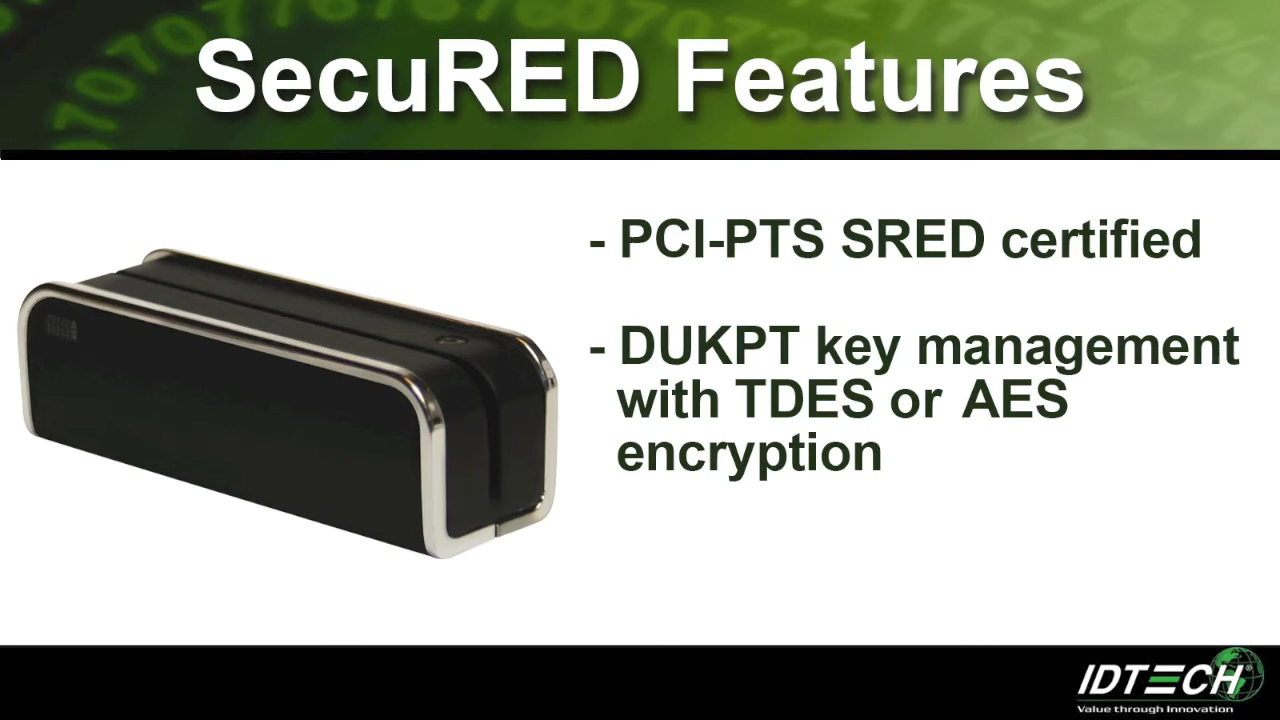 SecuRED Features
- PCI-PTS SRED certified
- DUKPT key management
with TDES or AES
encryption
IDTECH®
Value through Innovation